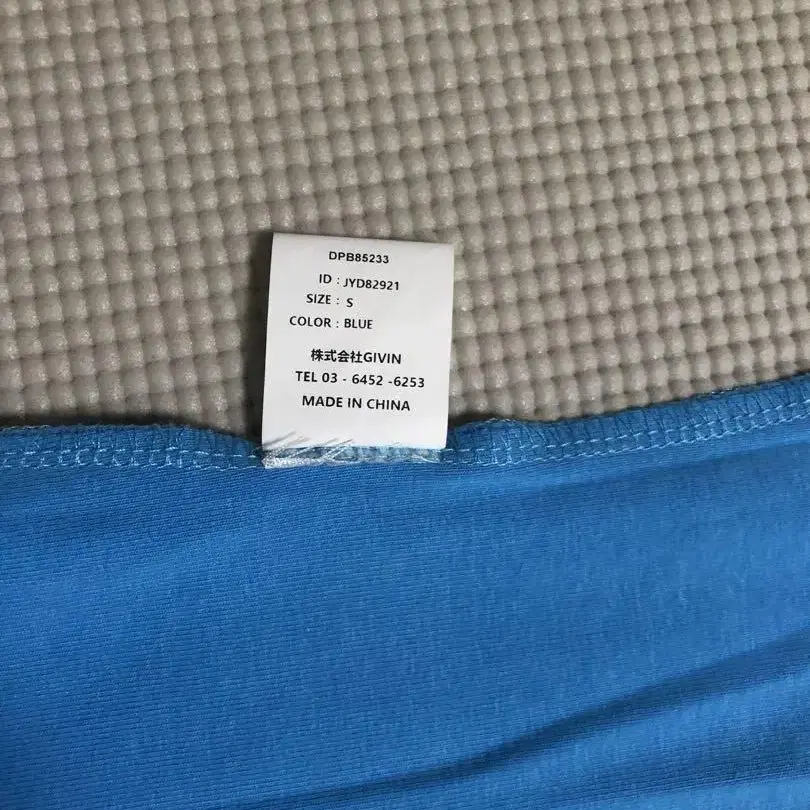 DPB85233
ID : JYD82921
SIZE : S
COLOR : BLUE
株式会社GIVIN
TEL 03 - 6452 -6253
MADE IN CHINA